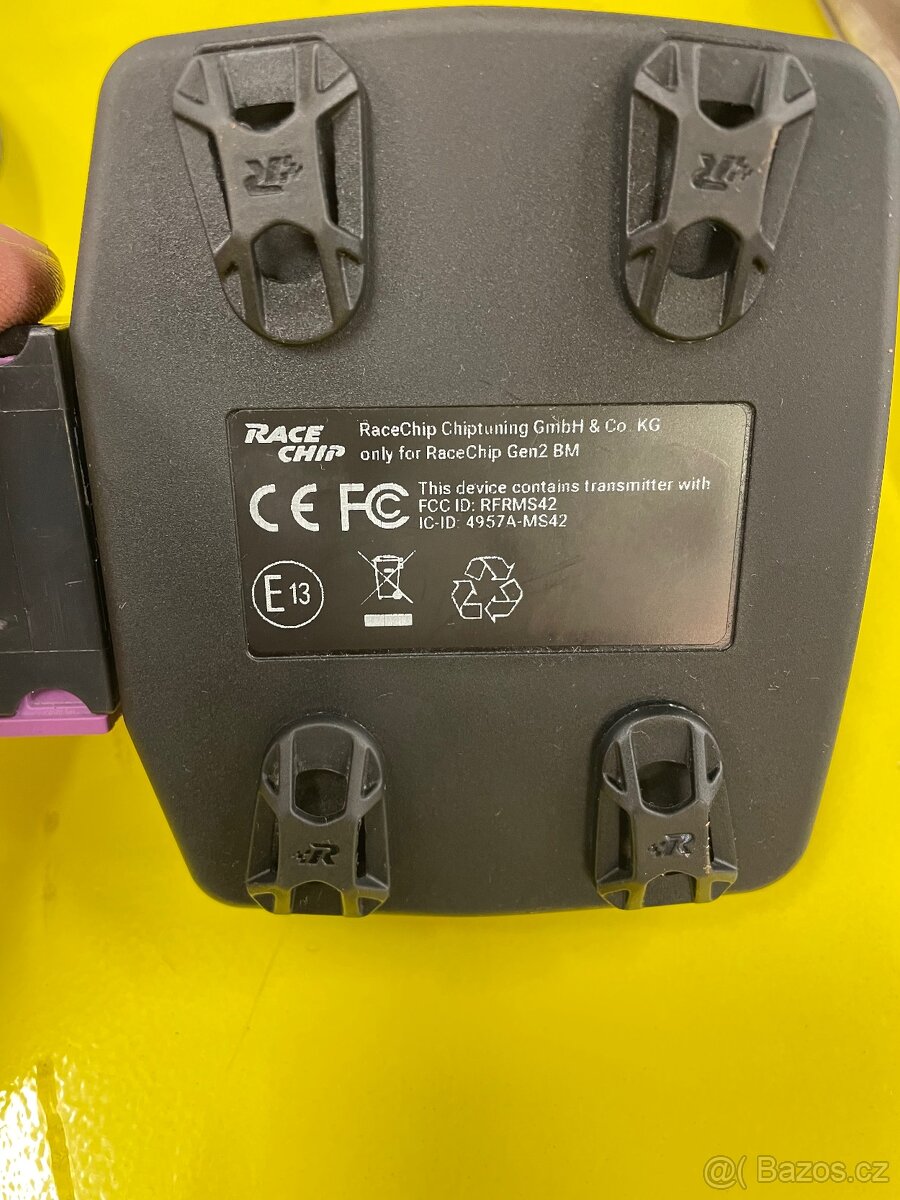 RACE CHIP
RaceChip Chiptuning GmbH & Co. KG
only for RaceChip Gen2 BM
CE FC
This device contains transmitter with
FCC ID: RFRMS42
IC-ID: 4957A-MS42
E 13
R
R
R
R
@( Bazos.cz